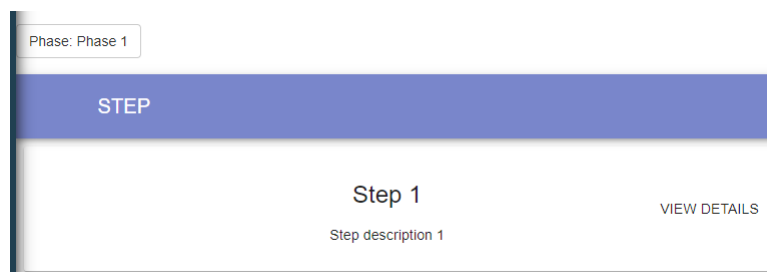 Phase: Phase 1
STEP
Step 1
VIEW DETAILS
Step description 1